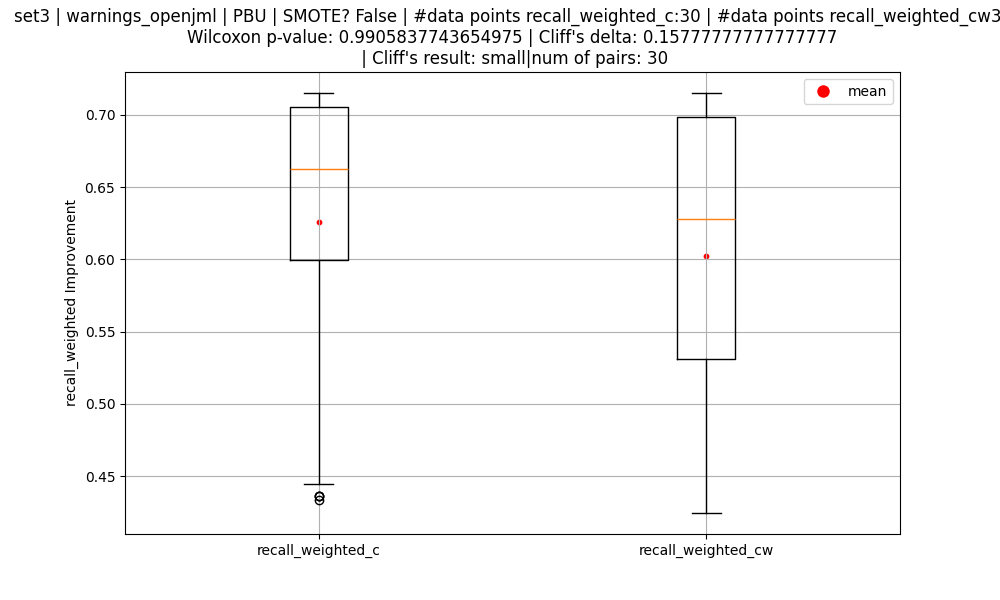 set3 | warnings_openjml | PBU | SMOTE? False | #data points recall_weighted_c:30 | #data points recall_weighted_cw3
Wilcoxon p-value: 0.9905837743654975 | Cliff's delta: 0.15777777777777777
| Cliff's result: small|num of pairs: 30
mean
0.70
0.65
0.60
0.55
0.50
0.45
recall_weighted Improvement
recall_weighted_c
recall_weighted_cw